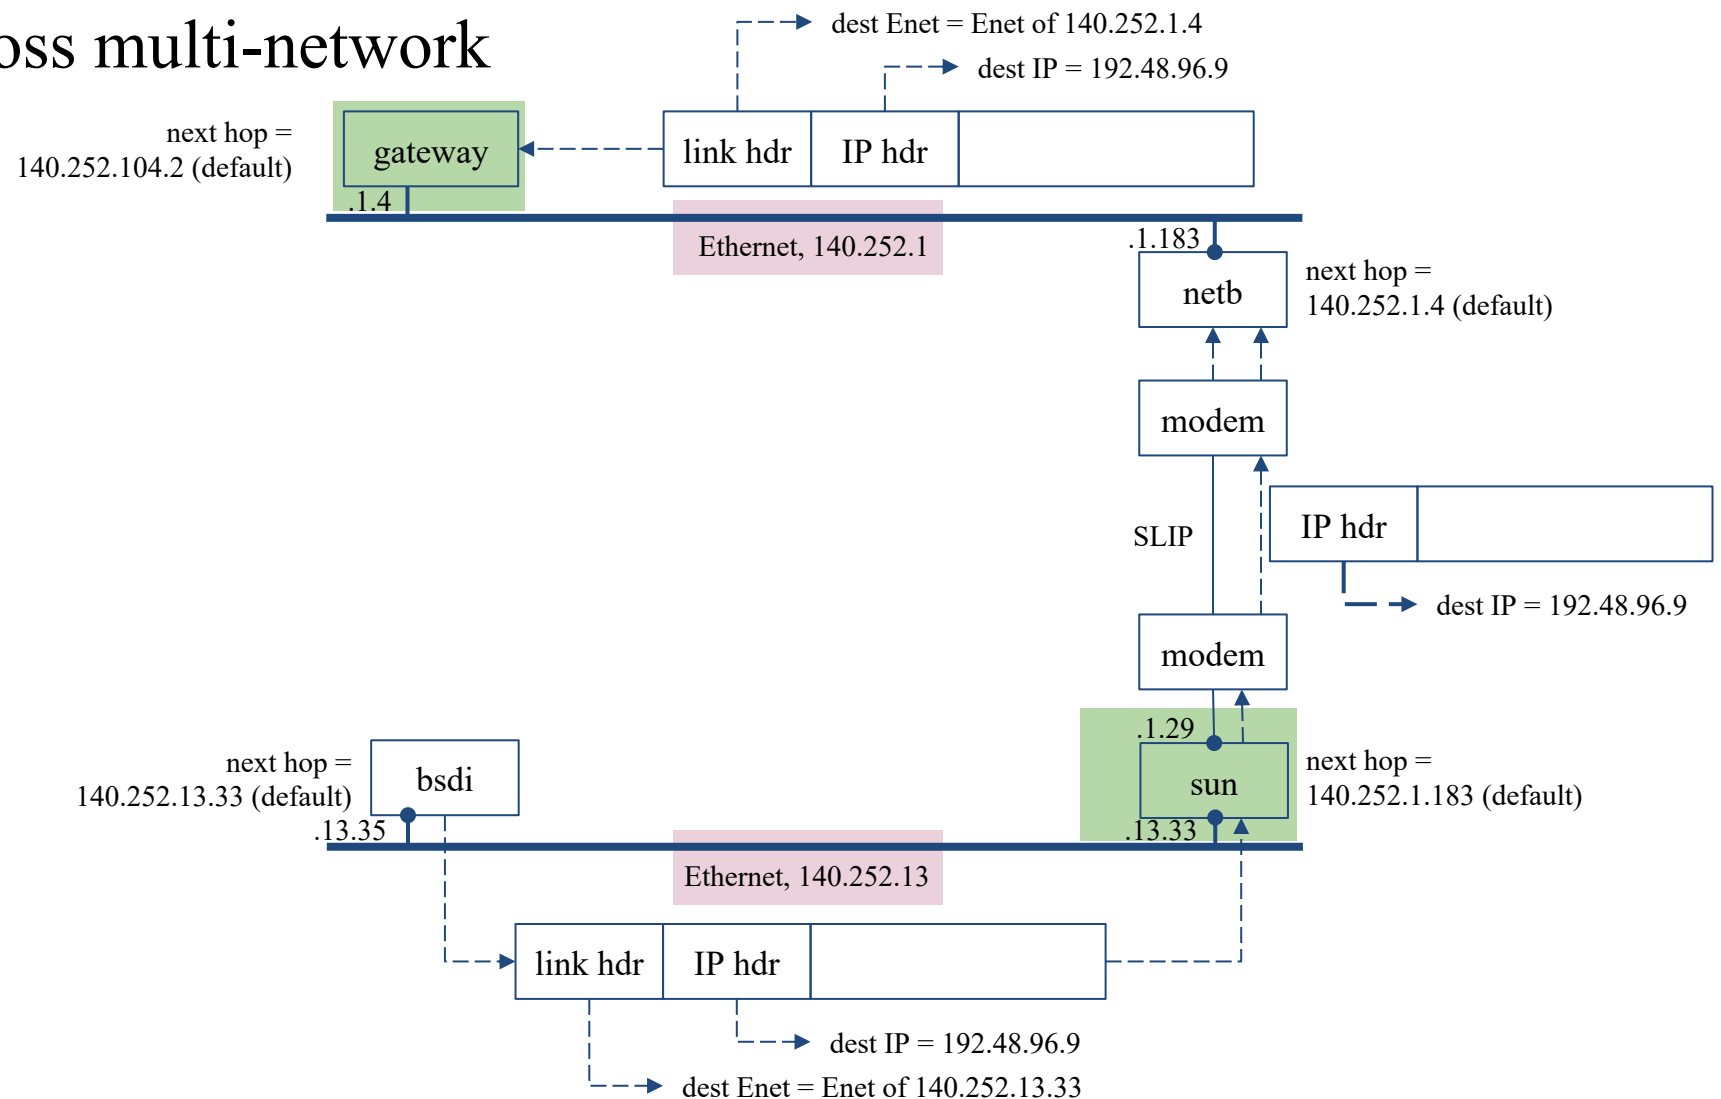 oss multi-network
dest Enet = Enet of 140.252.1.4
dest IP = 192.48.96.9
next hop =
140.252.104.2 (default)
gateway
link hdr
IP hdr
.1.4
Ethernet, 140.252.1
.1.183
netb
next hop =
140.252.1.4 (default)
modem
SLIP
IP hdr
dest IP = 192.48.96.9
modem
.1.29
sun
next hop =
140.252.1.183 (default)
.13.33
next hop =
140.252.13.33 (default)
bsdi
.13.35
Ethernet, 140.252.13
link hdr
IP hdr
dest IP = 192.48.96.9
dest Enet = Enet of 140.252.13.33